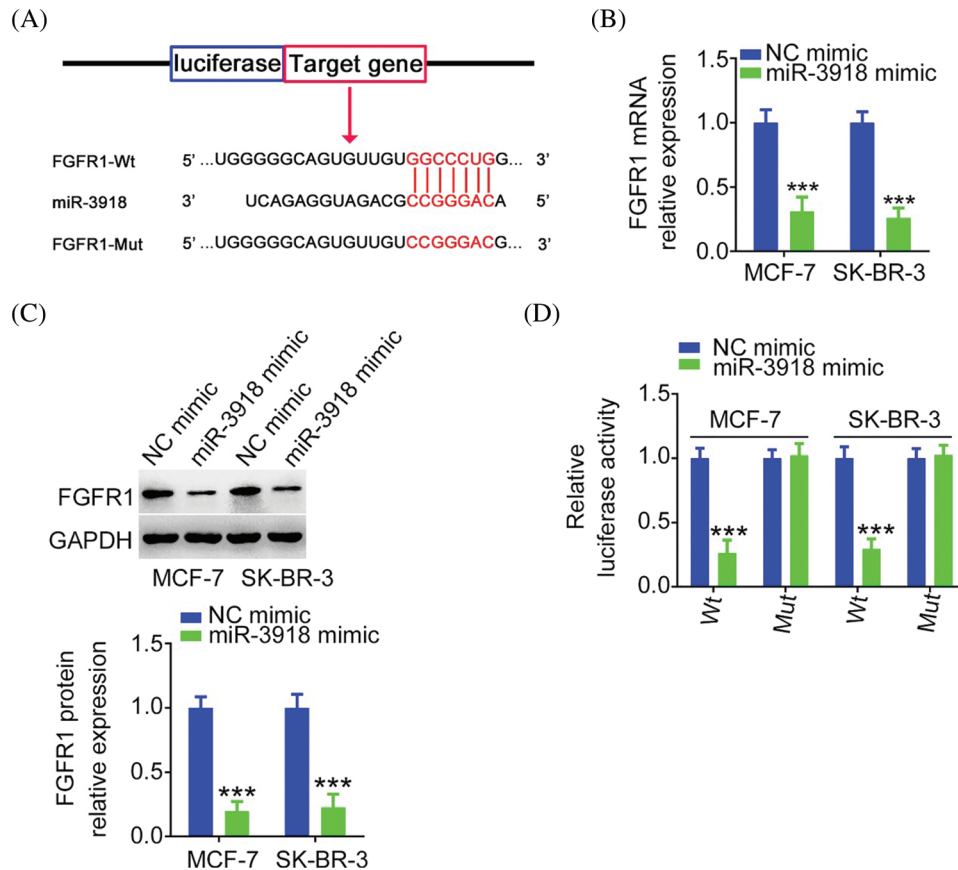 (A)
luciferase Target gene
FGFR1-Wt 5' ...UGGGGGCAGUGUUGUGGCCCUGG... 3'
miR-3918 3' UCAGAGGUAGACGCCGGGACA 5'
FGFR1-Mut 5' ...UGGGGGCAGUGUUGUCCGGGACG... 3'
(B)
NC mimic
miR-3918 mimic
FGFR1 mRNA
relative expression
1.5
1.0
0.5
0.0
***
***
MCF-7 SK-BR-3
(C)
NC mimic
miR-3918 mimic
NC mimic
miR-3918 mimic
FGFR1
GAPDH
MCF-7 SK-BR-3
NC mimic
miR-3918 mimic
FGFR1 protein
relative expression
1.5
1.0
0.5
0.0
***
***
MCF-7 SK-BR-3
(D)
NC mimic
miR-3918 mimic
Relative
luciferase activity
1.5
1.0
0.5
0.0
MCF-7 SK-BR-3
***
***
Wt Mut Wt Mut